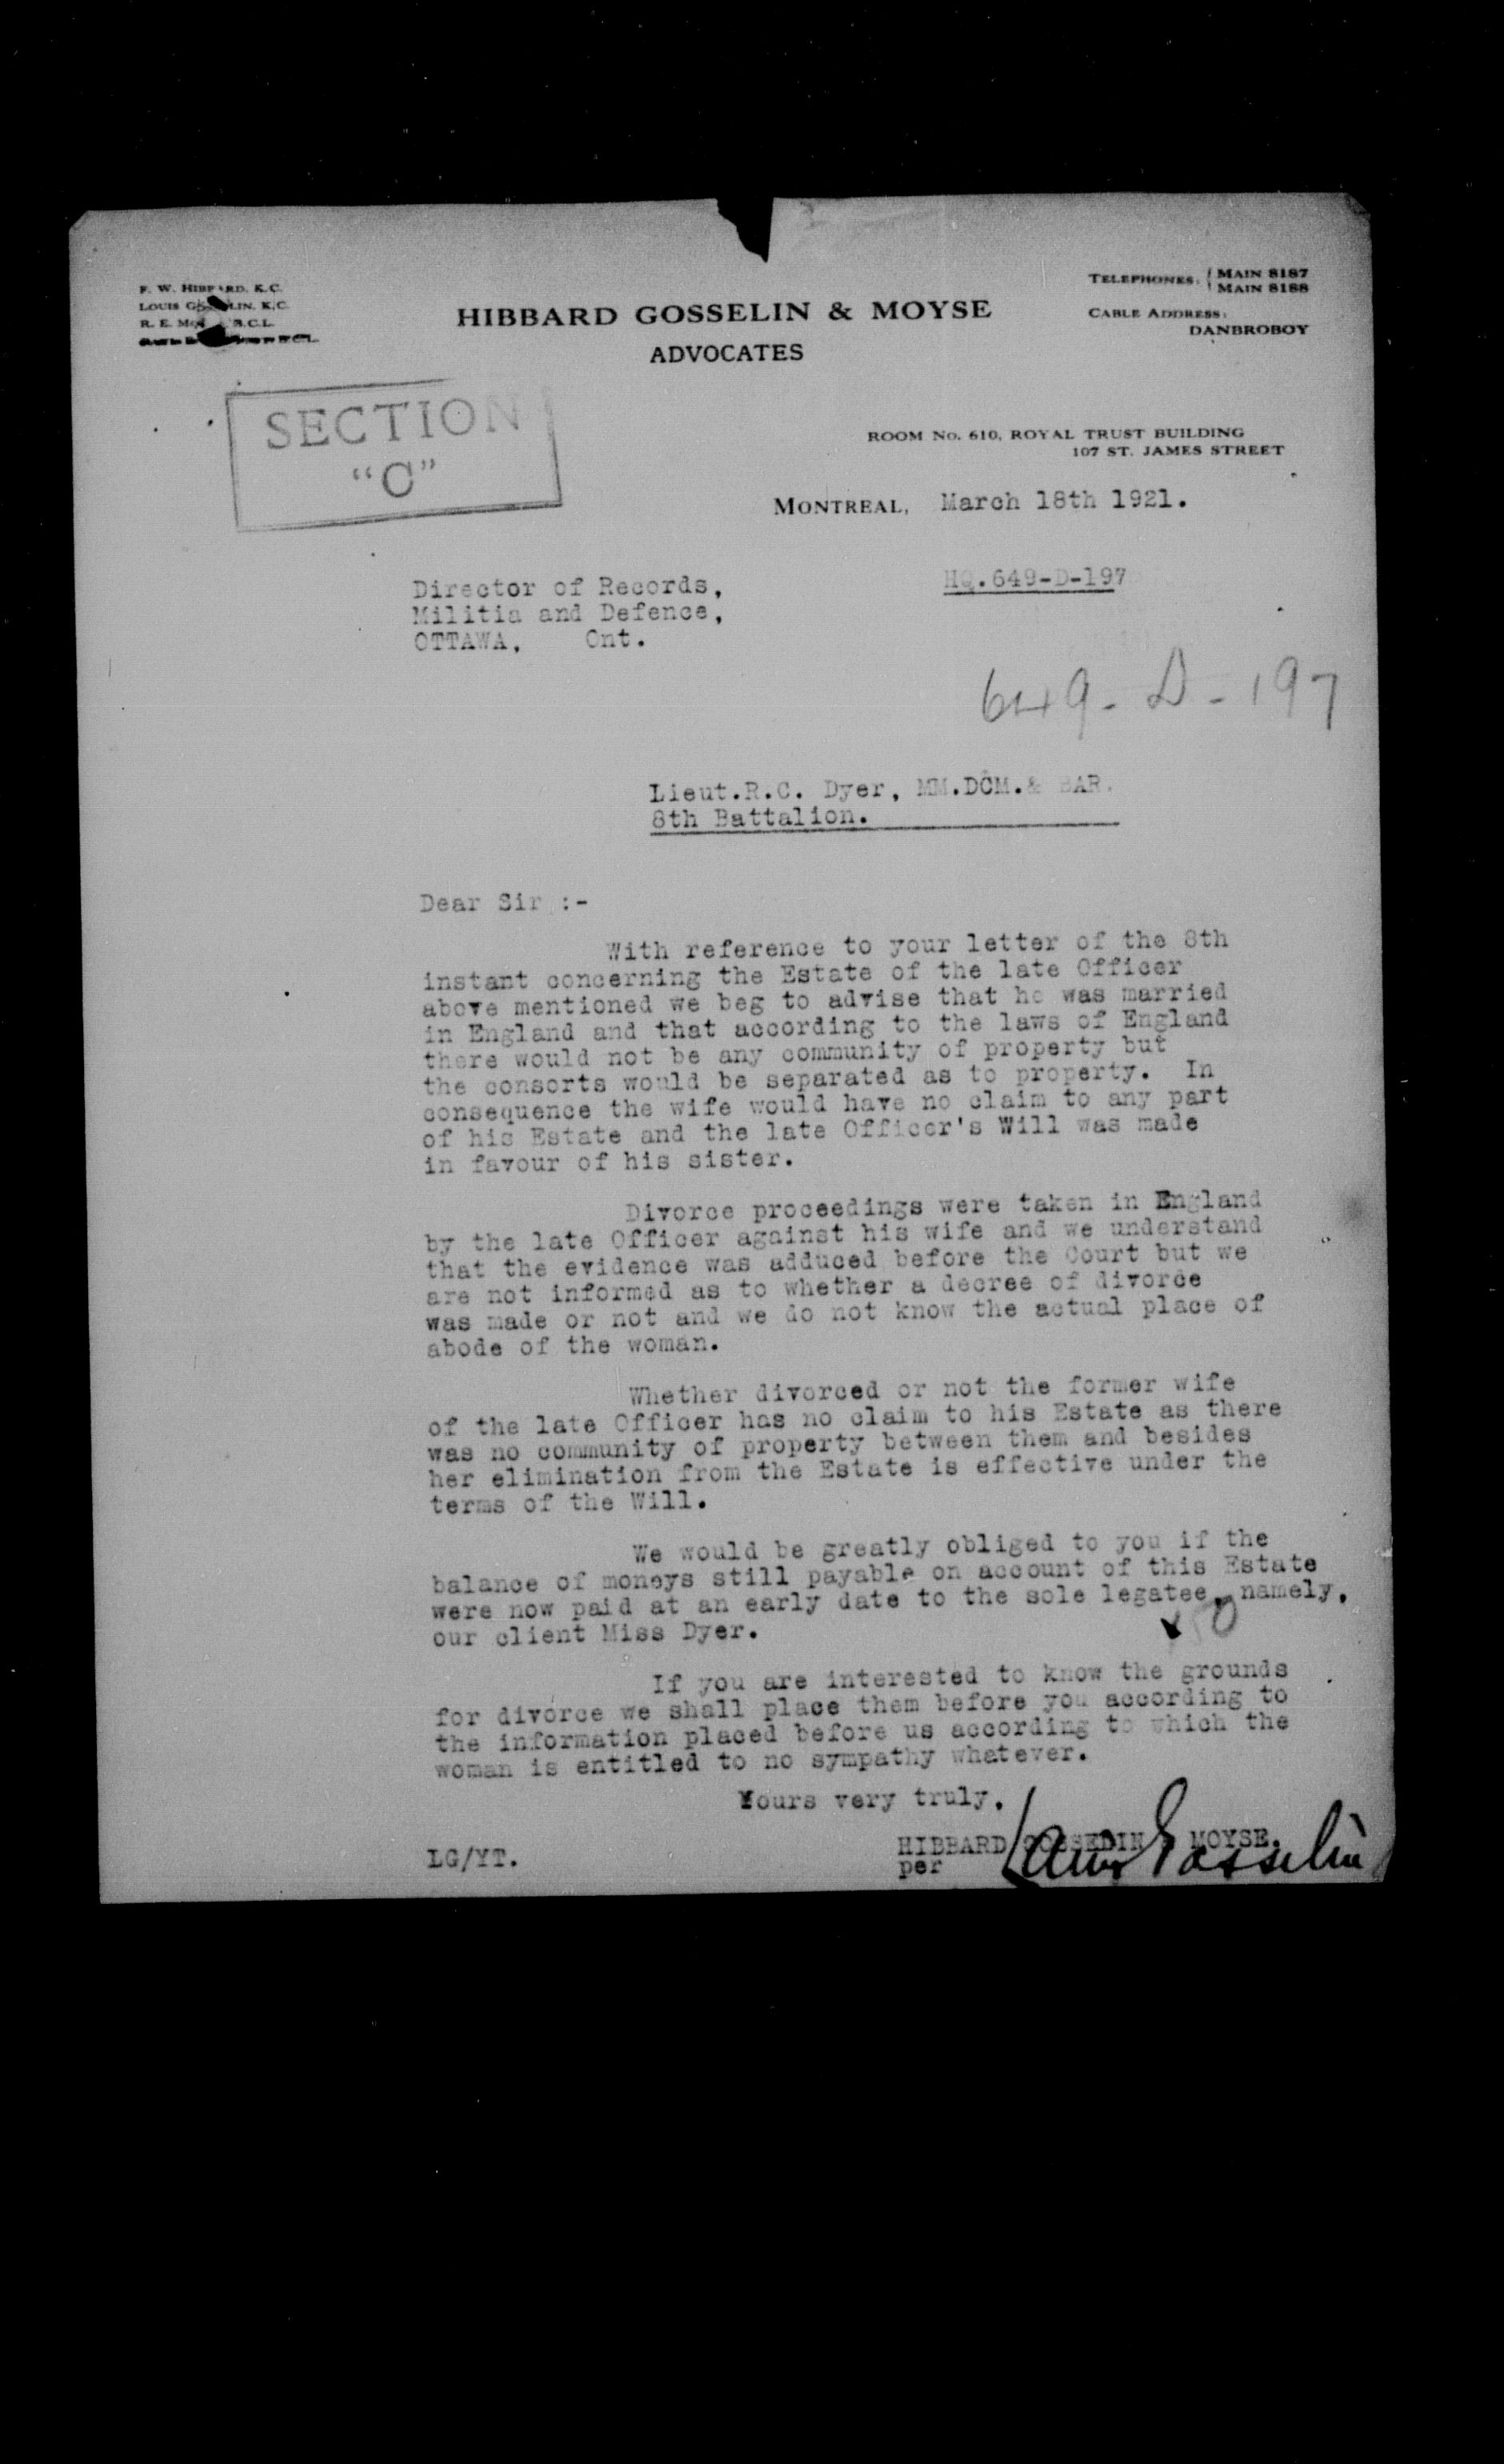 F. W. HIBBARD, K.C.
LOUIS GOSSELIN, K.C.
R. E. MOYSE, B.C.L.
HIBBARD GOSSELIN & MOYSE
ADVOCATES
TELEPHONES: MAIN 8187
MAIN 8188
CABLE ADDRESS:
DANBROBOY
SECTION
"C"
ROOM No. 610, ROYAL TRUST BUILDING
107 ST. JAMES STREET
MONTREAL, March 18th 1921.
Director of Records,
Militia and Defence,
OTTAWA, Ont.
HQ.649-D-197
649-D-197
Lieut.R.C. Dyer, MM.DCM.& BAR.
8th Battalion.
Dear Sir :-
With reference to your letter of the 8th
instant concerning the Estate of the late Officer
above mentioned we beg to advise that he was married
in England and that according to the laws of England
there would not be any community of property but
the consorts would be separated as to property. In
consequence the wife would have no claim to any part
of his Estate and the late Officer's Will was made
in favour of his sister.
Divorce proceedings were taken in England
by the late Officer against his wife and we understand
that the evidence was adduced before the Court but we
are not informed as to whether a decree of divorce
was made or not and we do not know the actual place of
abode of the woman.
Whether divorced or not the former wife
of the late Officer has no claim to his Estate as there
was no community of property between them and besides
her elimination from the Estate is effective under the
terms of the Will.
We would be greatly obliged to you if the
balance of moneys still payable on account of this Estate
were now paid at an early date to the sole legatee, namely,
our client Miss Dyer.
If you are interested to know the grounds
for divorce we shall place them before you according to
the information placed before us according to which the
woman is entitled to no sympathy whatever.
Yours very truly,
HIBBARD GOSSELIN & MOYSE.
per Louis Gosselin
LG/YT.